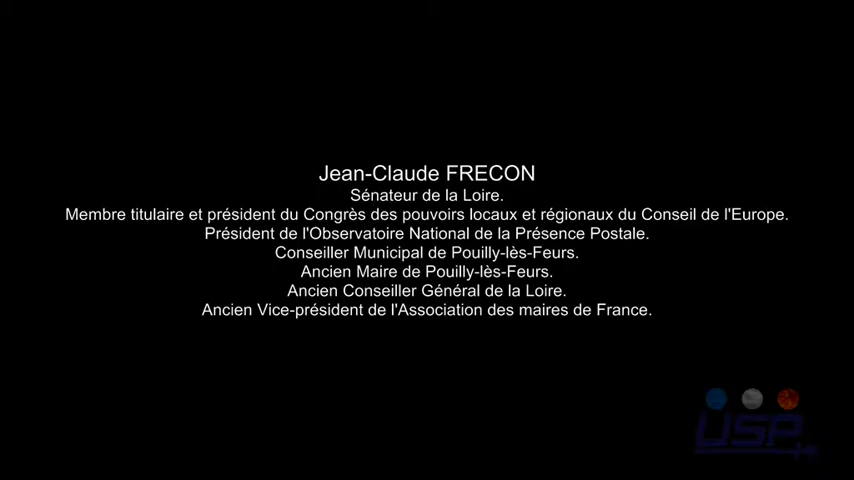 Jean-Claude FRECON
Sénateur de la Loire.
Membre titulaire et président du Congrès des pouvoirs locaux et régionaux du Conseil de l'Europe.
Président de l'Observatoire National de la Présence Postale.
Conseiller Municipal de Pouilly-lès-Feurs.
Ancien Maire de Pouilly-lès-Feurs.
Ancien Conseiller Général de la Loire.
Ancien Vice-président de l'Association des maires de France.
USP